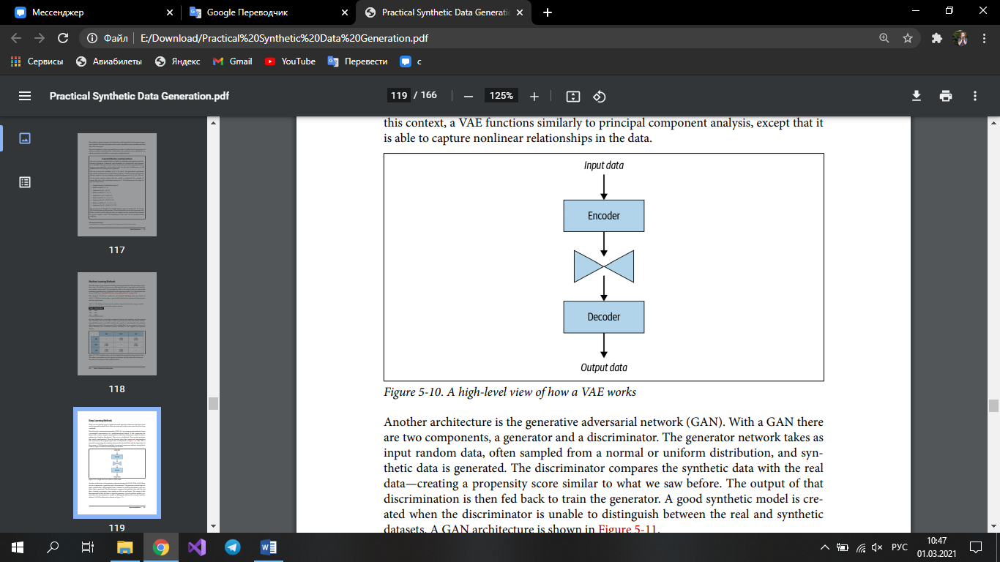 Мессенджер
Google Переводчик
Practical Synthetic Data Generati
Файл
E:/Download/Practical%20Synthetic%20Data%20Generation.pdf
Сервисы
Авиабилеты
Яндекс
Gmail
YouTube
Перевести
с
Practical Synthetic Data Generation.pdf
119 / 166
125%
117
118
119
this context, a VAE functions similarly to principal component analysis, except that it
is able to capture nonlinear relationships in the data.
Input data
Encoder
Decoder
Output data
Figure 5-10. A high-level view of how a VAE works
Another architecture is the generative adversarial network (GAN). With a GAN there
are two components, a generator and a discriminator. The generator network takes as
input random data, often sampled from a normal or uniform distribution, and syn-
thetic data is generated. The discriminator compares the synthetic data with the real
data—creating a propensity score similar to what we saw before. The output of that
discrimination is then fed back to train the generator. A good synthetic model is cre-
ated when the discriminator is unable to distinguish between the real and synthetic
datasets. A GAN architecture is shown in Figure 5-11.
РУС
10:47
01.03.2021